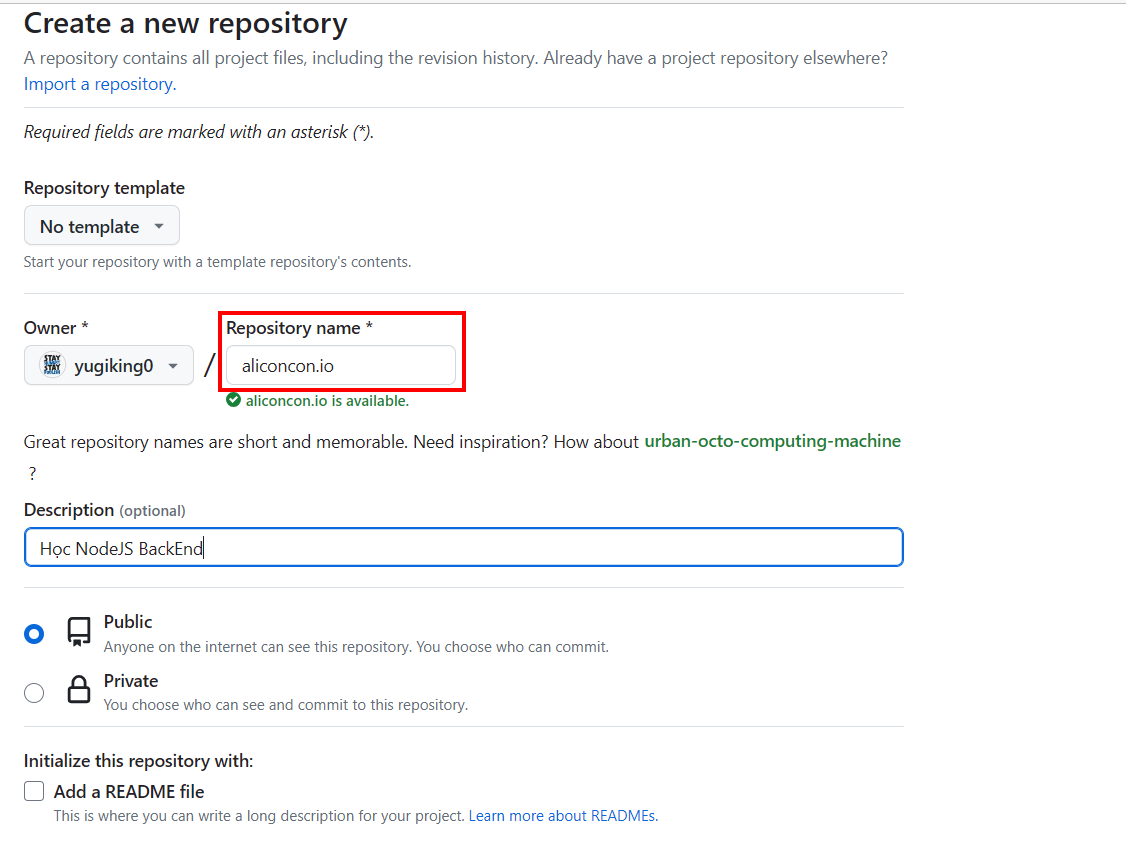 Create a new repository
A repository contains all project files, including the revision history. Already have a project repository elsewhere?
Import a repository.
Required fields are marked with an asterisk (*).
Repository template
No template
Start your repository with a template repository's contents.
Owner *
Repository name *
yugiking0
/
aliconcon.io
aliconcon.io is available.
Great repository names are short and memorable. Need inspiration? How about urban-octo-computing-machine
?
Description (optional)
Học NodeJS BackEnd
Public
Anyone on the internet can see this repository. You choose who can commit.
Private
You choose who can see and commit to this repository.
Initialize this repository with:
Add a README file
This is where you can write a long description for your project. Learn more about READMEs.